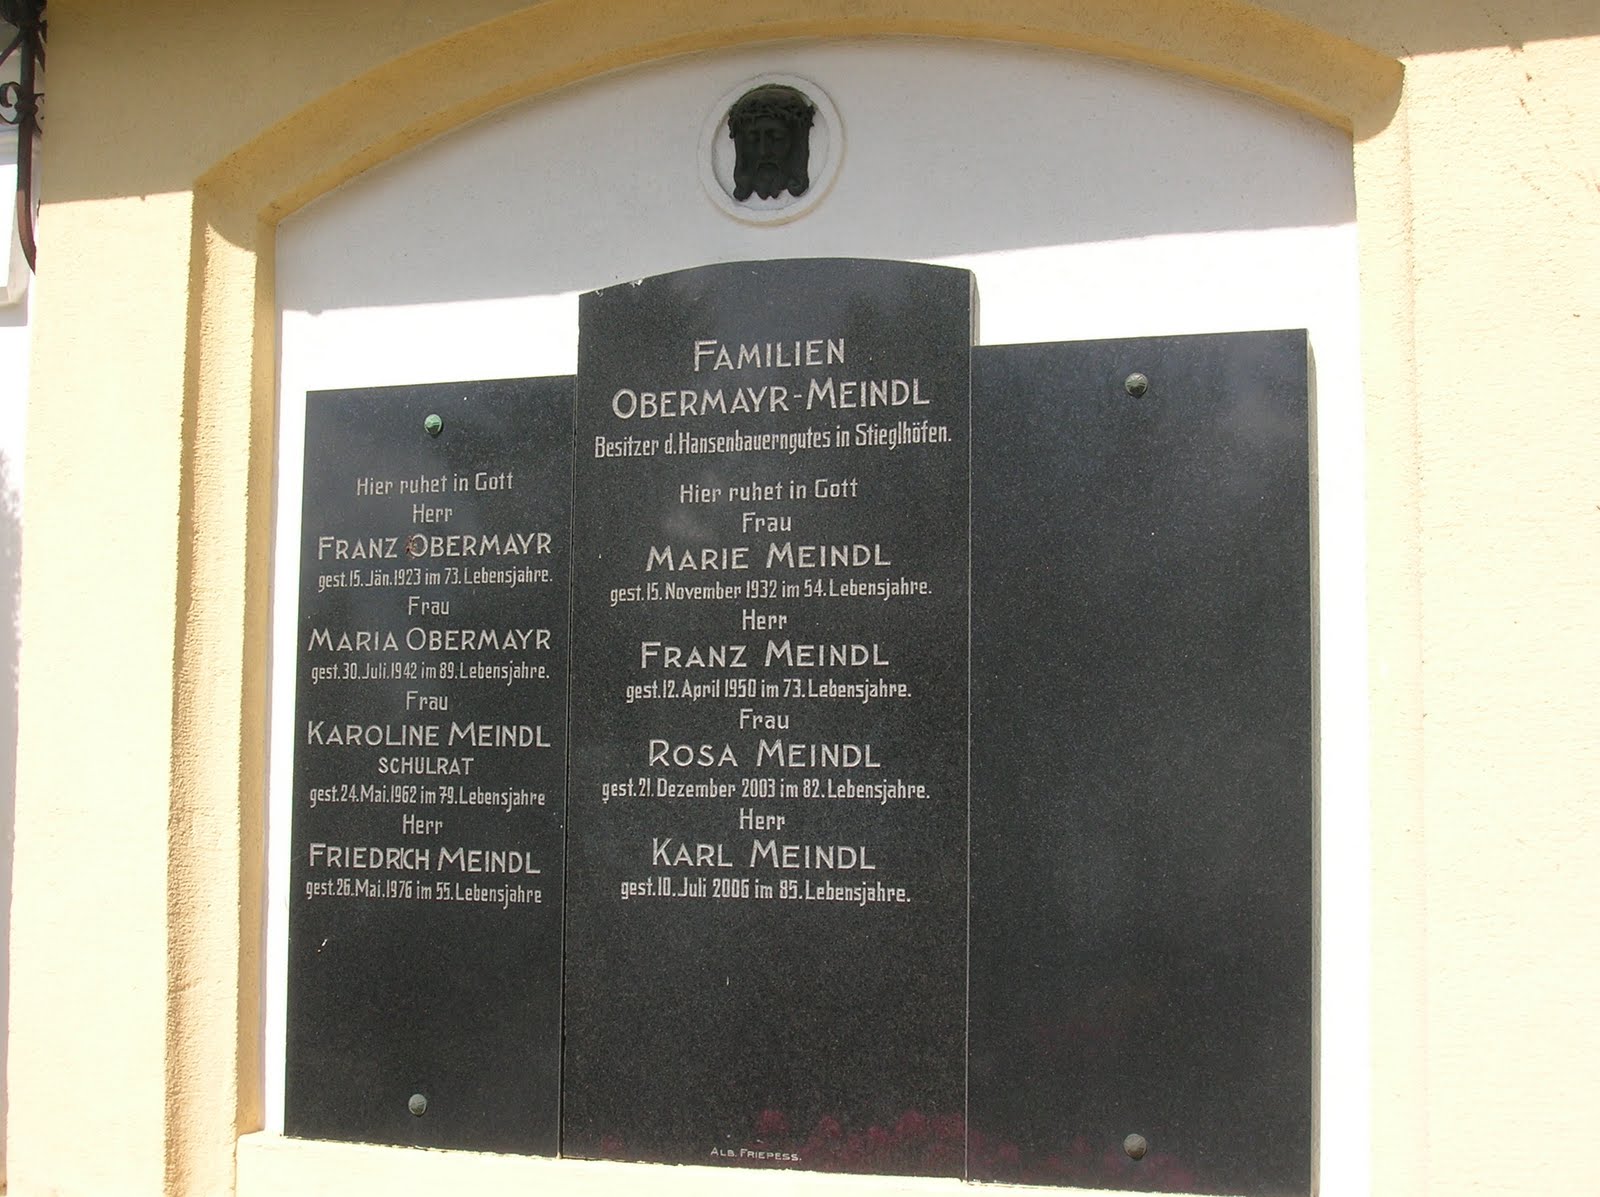 FAMILIEN
OBERMAYR-MEINDL
Besitzer d. Hansenbauerngutes in Stieglhöfen.
Hier ruhet in Gott
Herr
FRANZ OBERMAYR
gest. 15. Jän. 1923 im 73. Lebensjahre.
Frau
MARIA OBERMAYR
gest. 30. Juli. 1942 im 89. Lebensjahre.
Frau
KAROLINE MEINDL
SCHULRAT
gest. 24. Mai. 1962 im 79. Lebensjahre
Herr
FRIEDRICH MEINDL
gest. 26. Mai. 1976 im 55. Lebensjahre
Hier ruhet in Gott
Frau
MARIE MEINDL
gest. 15. November 1932 im 54. Lebensjahre.
Herr
FRANZ MEINDL
gest. 12. April 1950 im 73. Lebensjahre.
Frau
ROSA MEINDL
gest. 21. Dezember 2003 im 82. Lebensjahre.
Herr
KARL MEINDL
gest. 10. Juli 2006 im 85. Lebensjahre.
ALB. FRIEPESS.